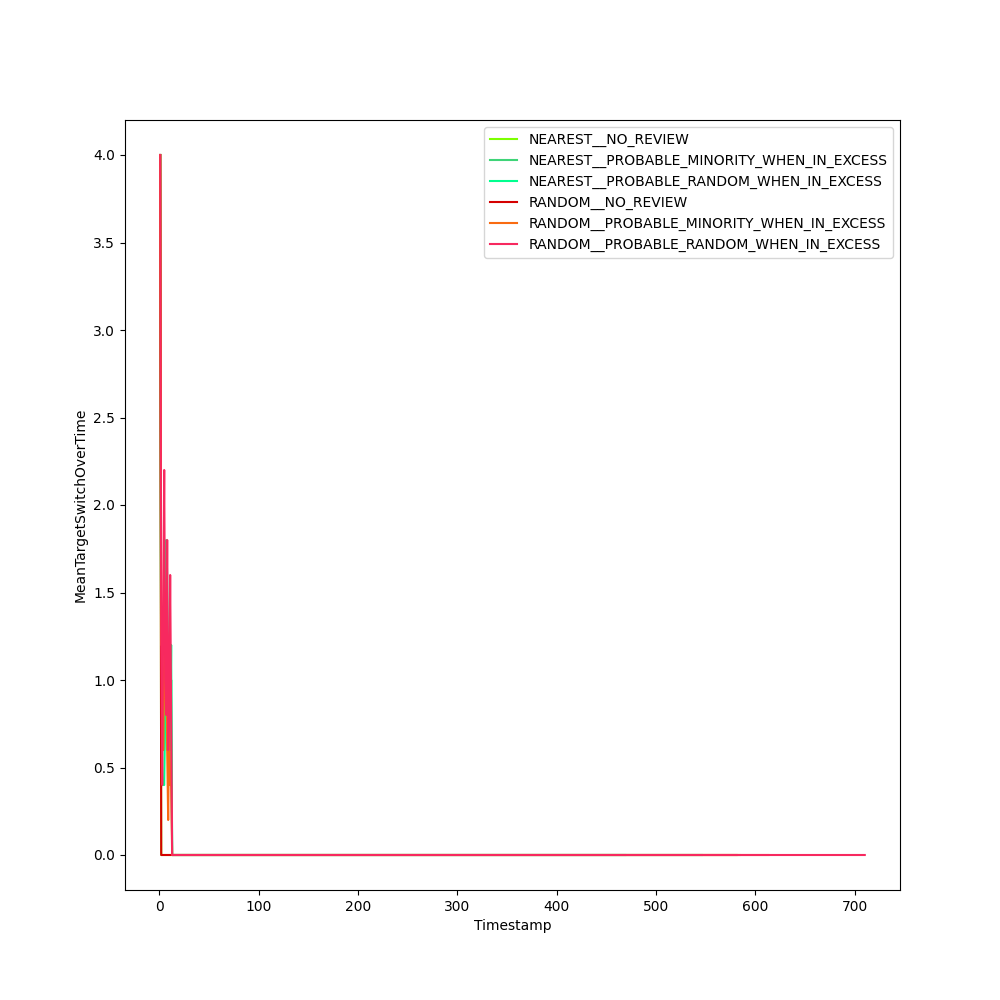 NEAREST__NO_REVIEW
NEAREST__PROBABLE_MINORITY_WHEN_IN_EXCESS
NEAREST__PROBABLE_RANDOM_WHEN_IN_EXCESS
RANDOM__NO_REVIEW
RANDOM__PROBABLE_MINORITY_WHEN_IN_EXCESS
RANDOM__PROBABLE_RANDOM_WHEN_IN_EXCESS
MeanTargetSwitchOverTime
4.0
3.5
3.0
2.5
2.0
1.5
1.0
0.5
0.0
0 100 200 300 400 500 600 700
Timestamp